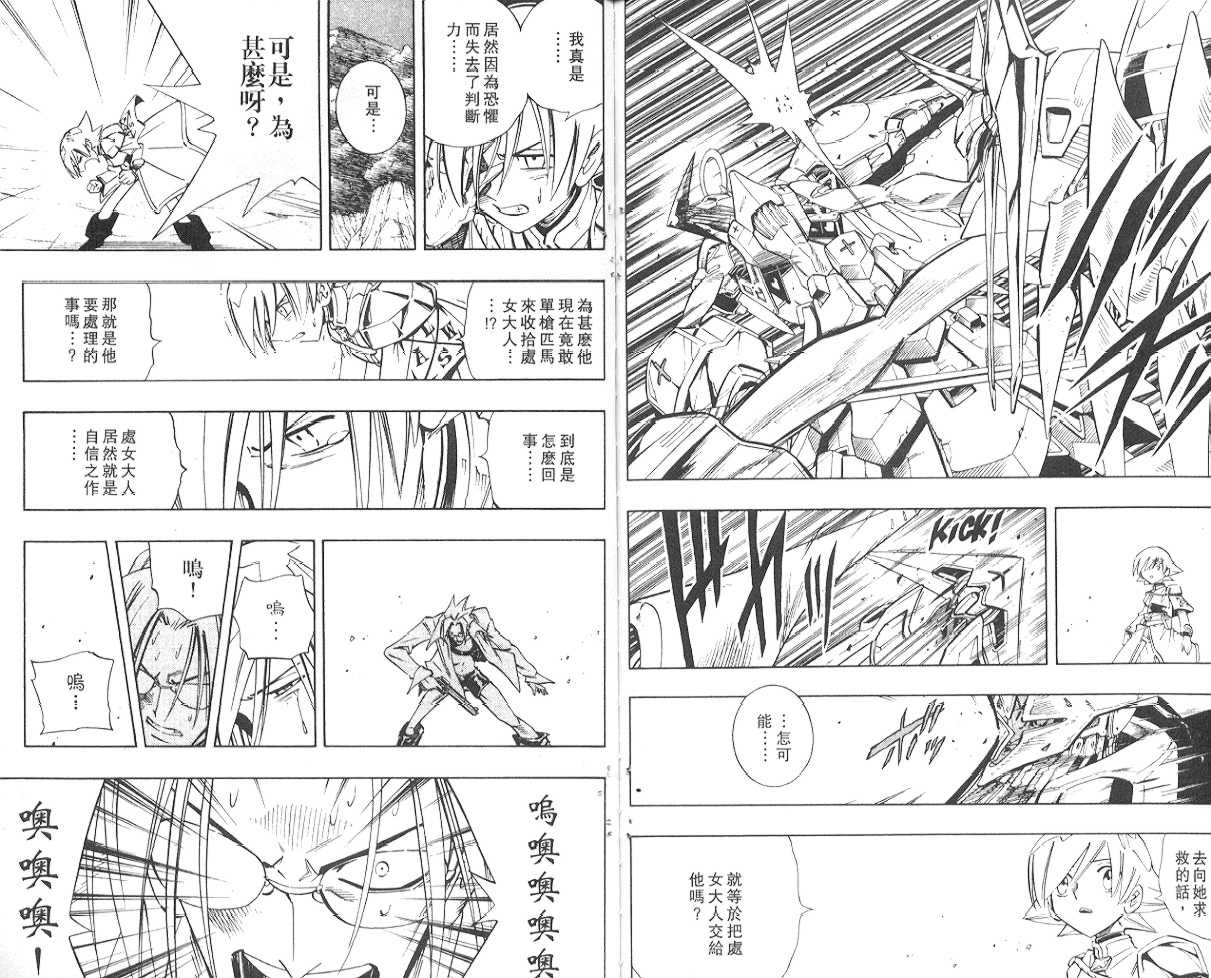 KICK!
…怎可
能……
去向她求
救的話，
就等於把處
女大人交給
他嗎？
我真是
……
居然因為恐懼
而失去了判斷
力……
可是…
可是，為
甚麼呀？
為甚麼他
現在竟敢
單槍匹馬
來收拾處
女大人…
…!?
那就是他
要處理的
事嗎…？
到底是
怎麼回
事……
處女大人
居然就是
自信之作
……
嗚…
嗚！
嗚…
嗚噢噢噢噢
噢噢噢！